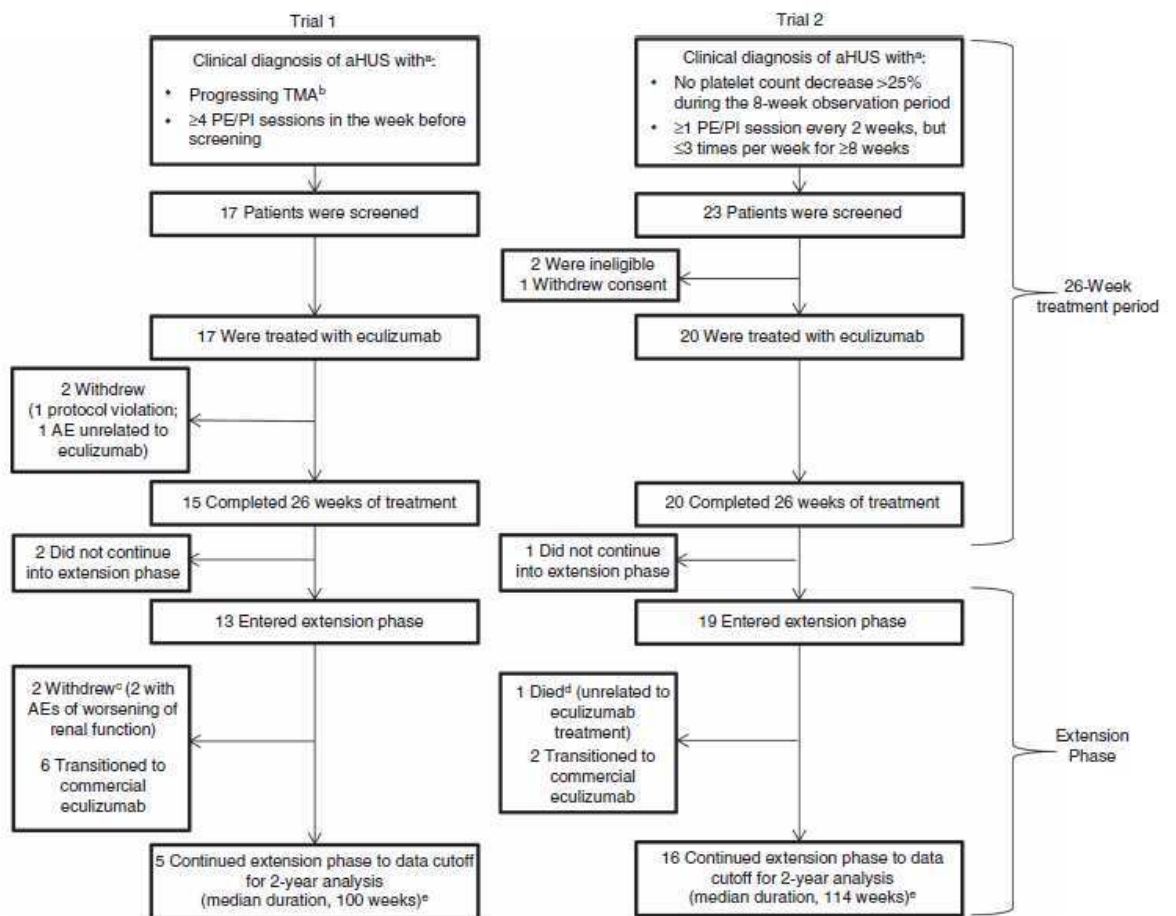 Trial 1
Clinical diagnosis of aHUS withᵃ:
• Progressing TMAᵇ
• ≥4 PE/PI sessions in the week before
screening
17 Patients were screened
17 Were treated with eculizumab
2 Withdrew
(1 protocol violation;
1 AE unrelated to
eculizumab)
15 Completed 26 weeks of treatment
2 Did not continue
into extension phase
13 Entered extension phase
2 Withdrewᶜ (2 with
AEs of worsening of
renal function)
6 Transitioned to
commercial
eculizumab
5 Continued extension phase to data cutoff
for 2-year analysis
(median duration, 100 weeks)ᵉ
Trial 2
Clinical diagnosis of aHUS withᵃ:
• No platelet count decrease >25%
during the 8-week observation period
• ≥1 PE/PI session every 2 weeks, but
≤3 times per week for ≥8 weeks
23 Patients were screened
2 Were ineligible
1 Withdrew consent
20 Were treated with eculizumab
20 Completed 26 weeks of treatment
1 Did not continue
into extension phase
19 Entered extension phase
1 Diedᵈ (unrelated to
eculizumab
treatment)
2 Transitioned to
commercial
eculizumab
16 Continued extension phase to data
cutoff for 2-year analysis
(median duration, 114 weeks)ᵉ
26-Week
treatment period
Extension
Phase